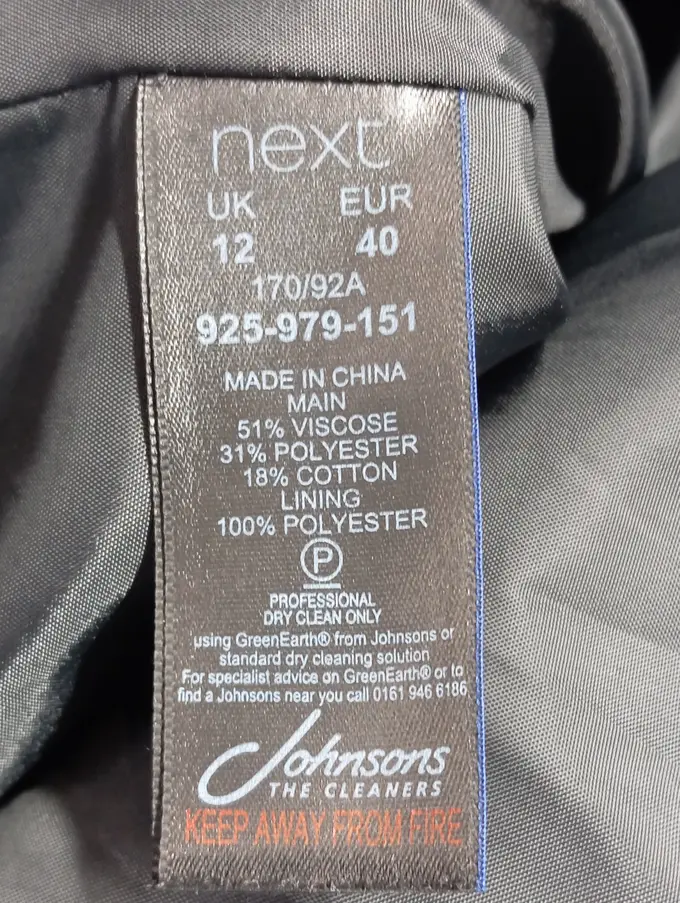 next
UK EUR
12 40
170/92A
925-979-151
MADE IN CHINA
MAIN
51% VISCOSE
31% POLYESTER
18% COTTON
LINING
100% POLYESTER
P
PROFESSIONAL
DRY CLEAN ONLY
using GreenEarth® from Johnsons or
standard dry cleaning solution
For specialist advice on GreenEarth® or to
find a Johnsons near you call 0161 946 6186
Johnsons
THE CLEANERS
KEEP AWAY FROM FIRE